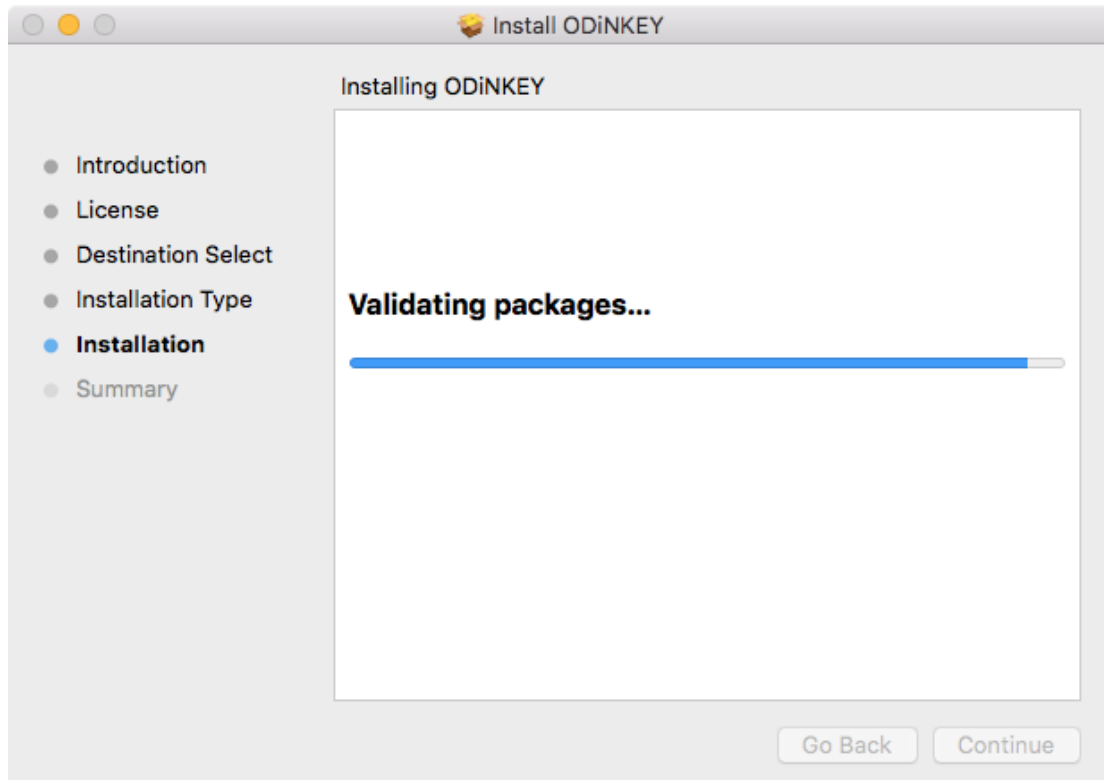 Install ODiNKEY
Installing ODiNKEY
Introduction
License
Destination Select
Installation Type
Installation
Summary
Validating packages...
Go Back
Continue